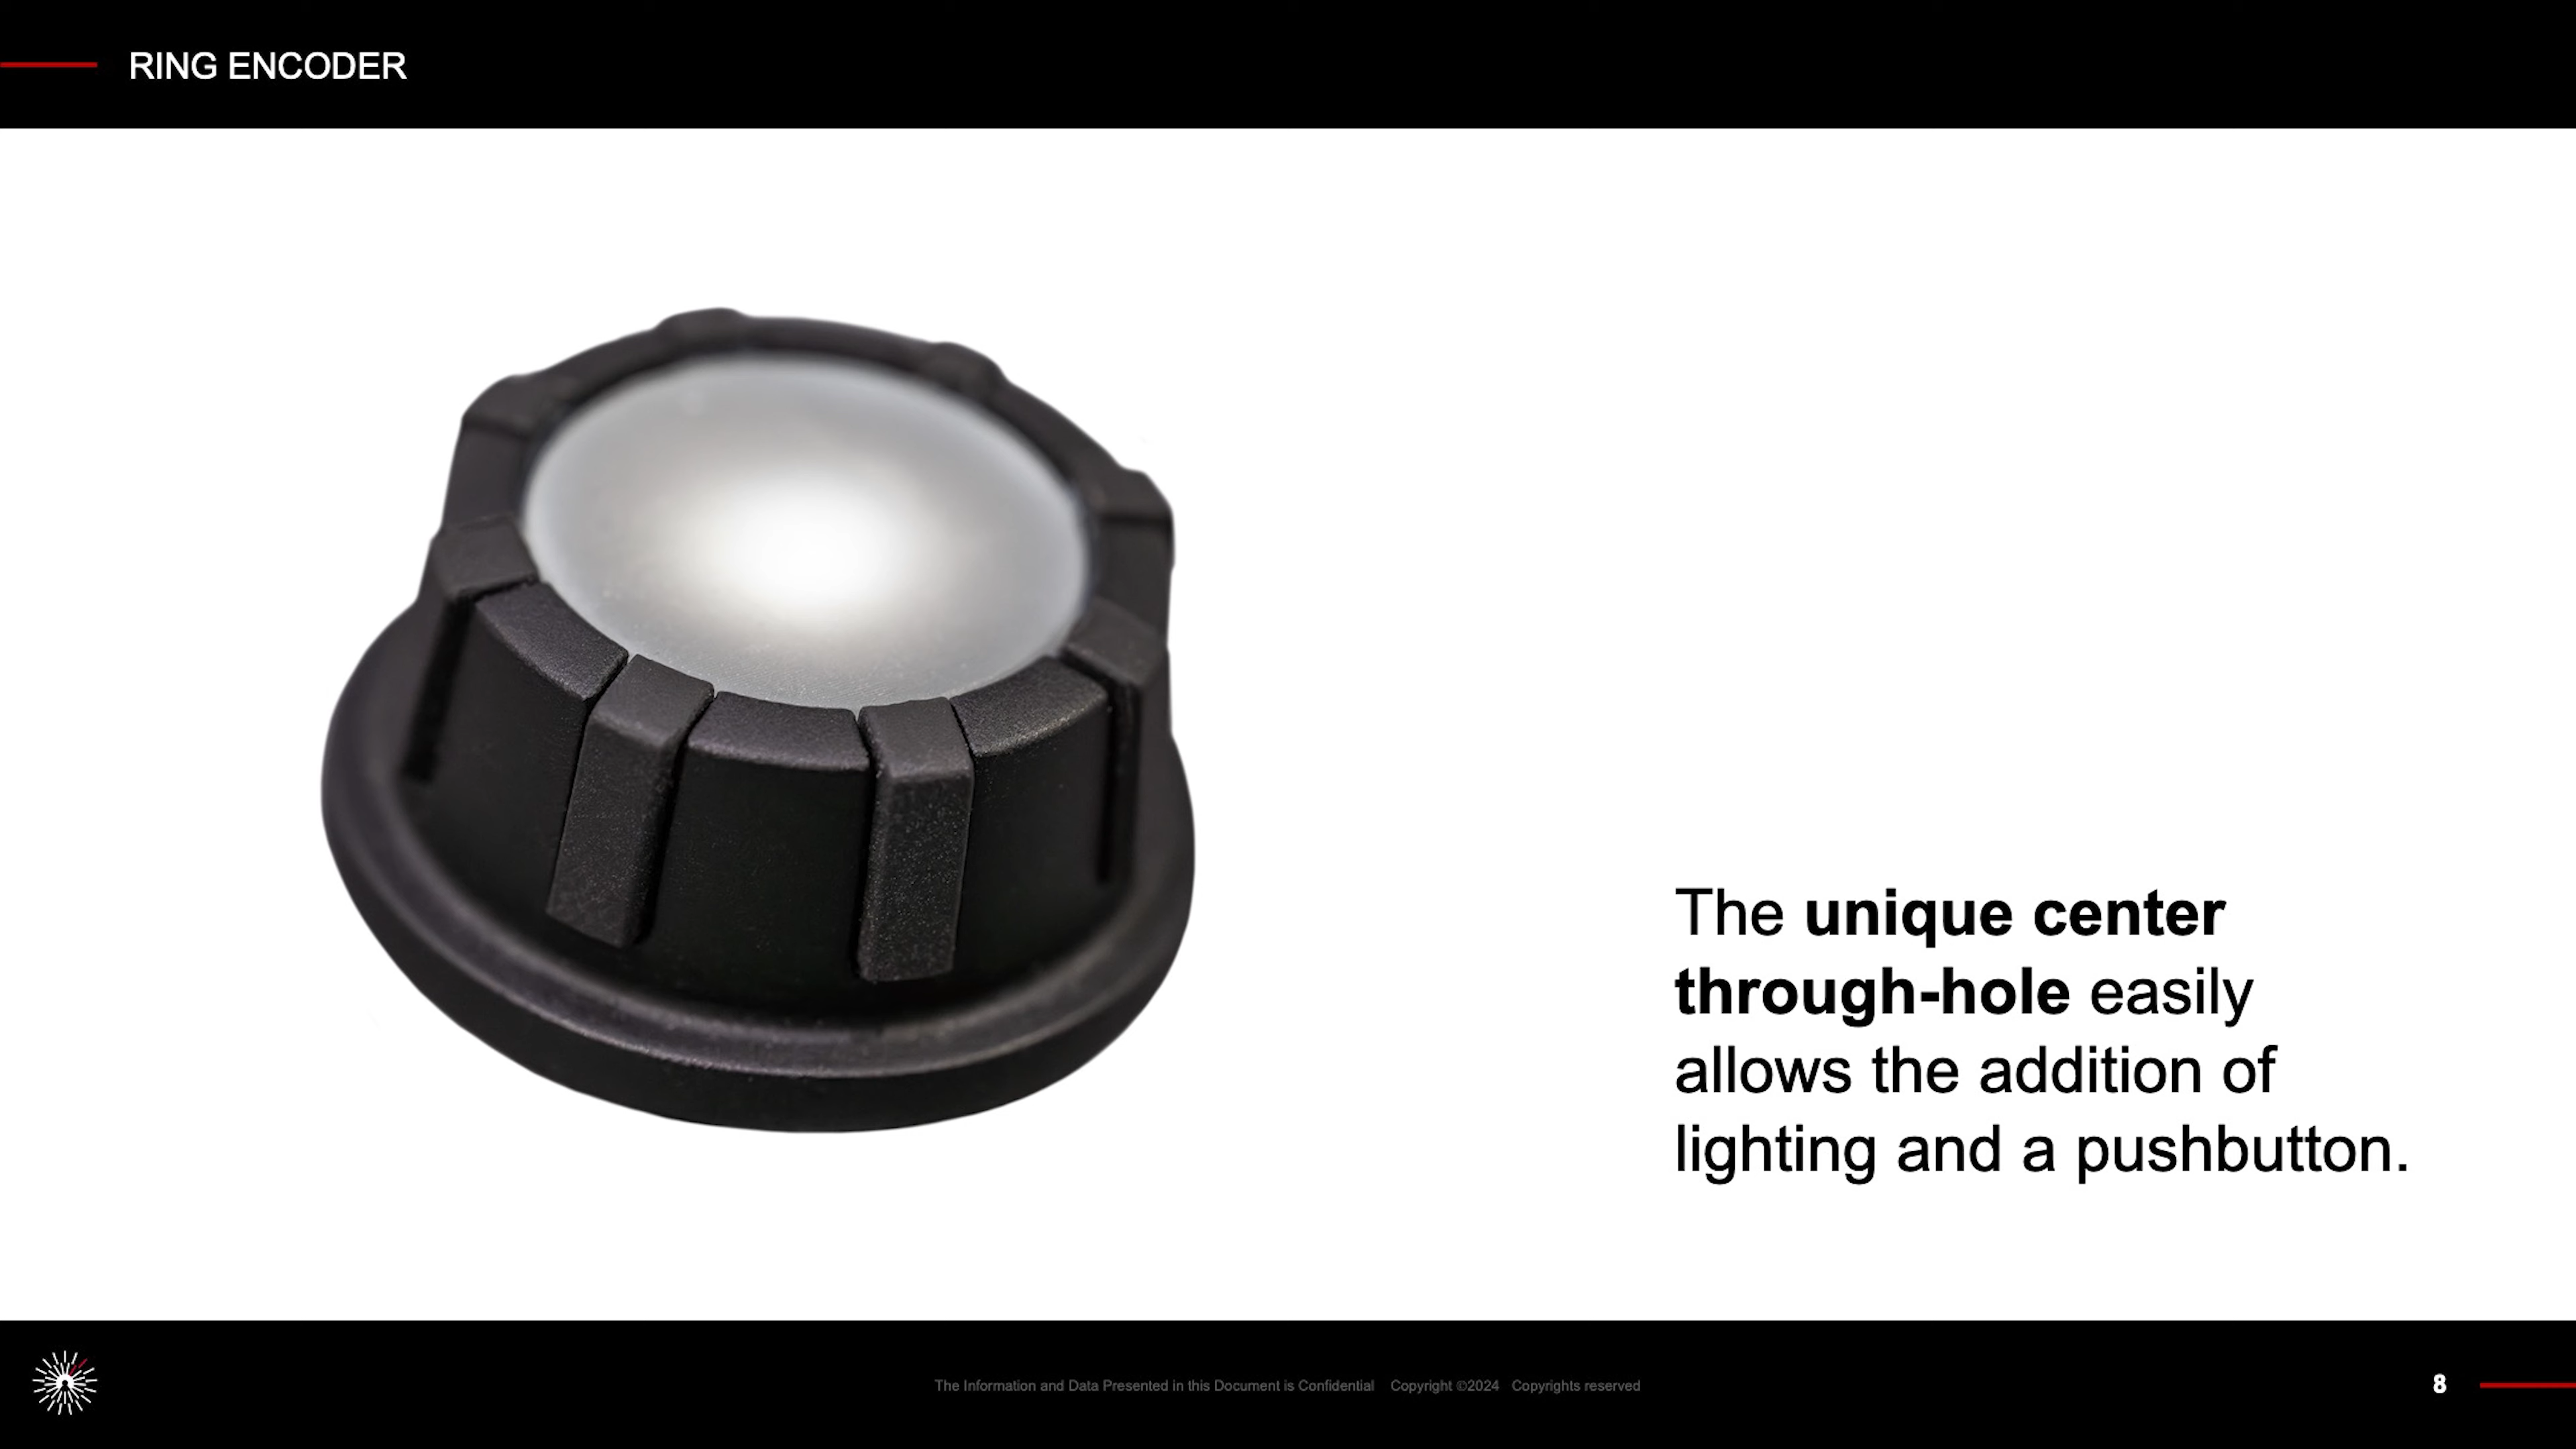 RING ENCODER
The unique center
through-hole easily
allows the addition of
lighting and a pushbutton.
The Information and Data Presented in this Document is Confidential Copyright ©2024 Copyrights reserved
8